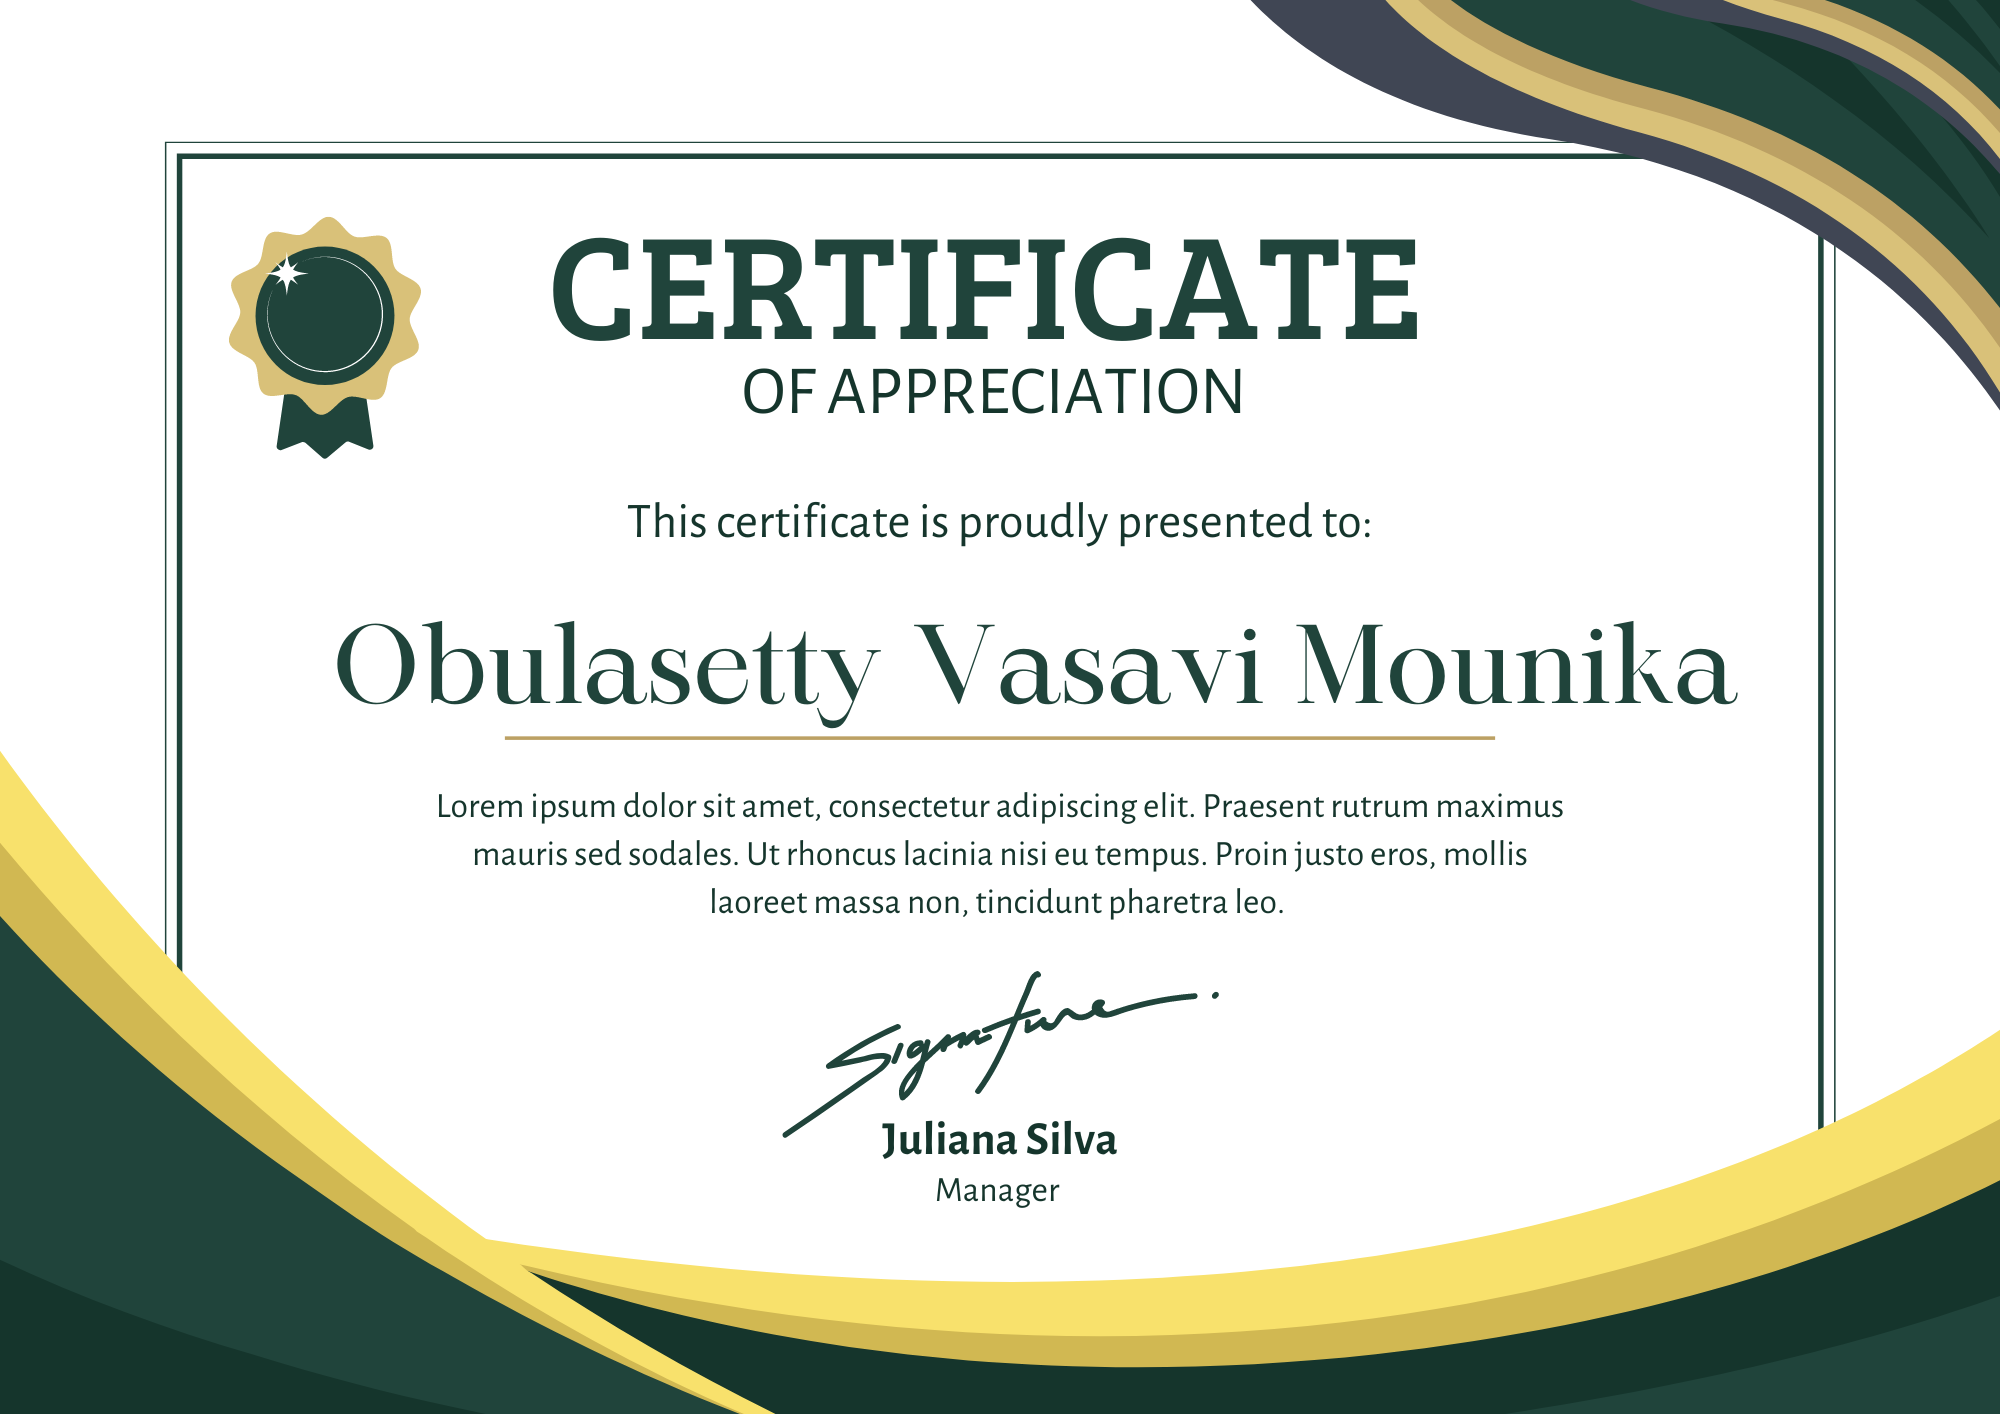 CERTIFICATE
OF APPRECIATION
This certificate is proudly presented to:
Obulasetty Vasavi Mounika
Lorem ipsum dolor sit amet, consectetur adipiscing elit. Praesent rutrum maximus
mauris sed sodales. Ut rhoncus lacinia nisi eu tempus. Proin justo eros, mollis
laoreet massa non, tincidunt pharetra leo.
Signature
Juliana Silva
Manager